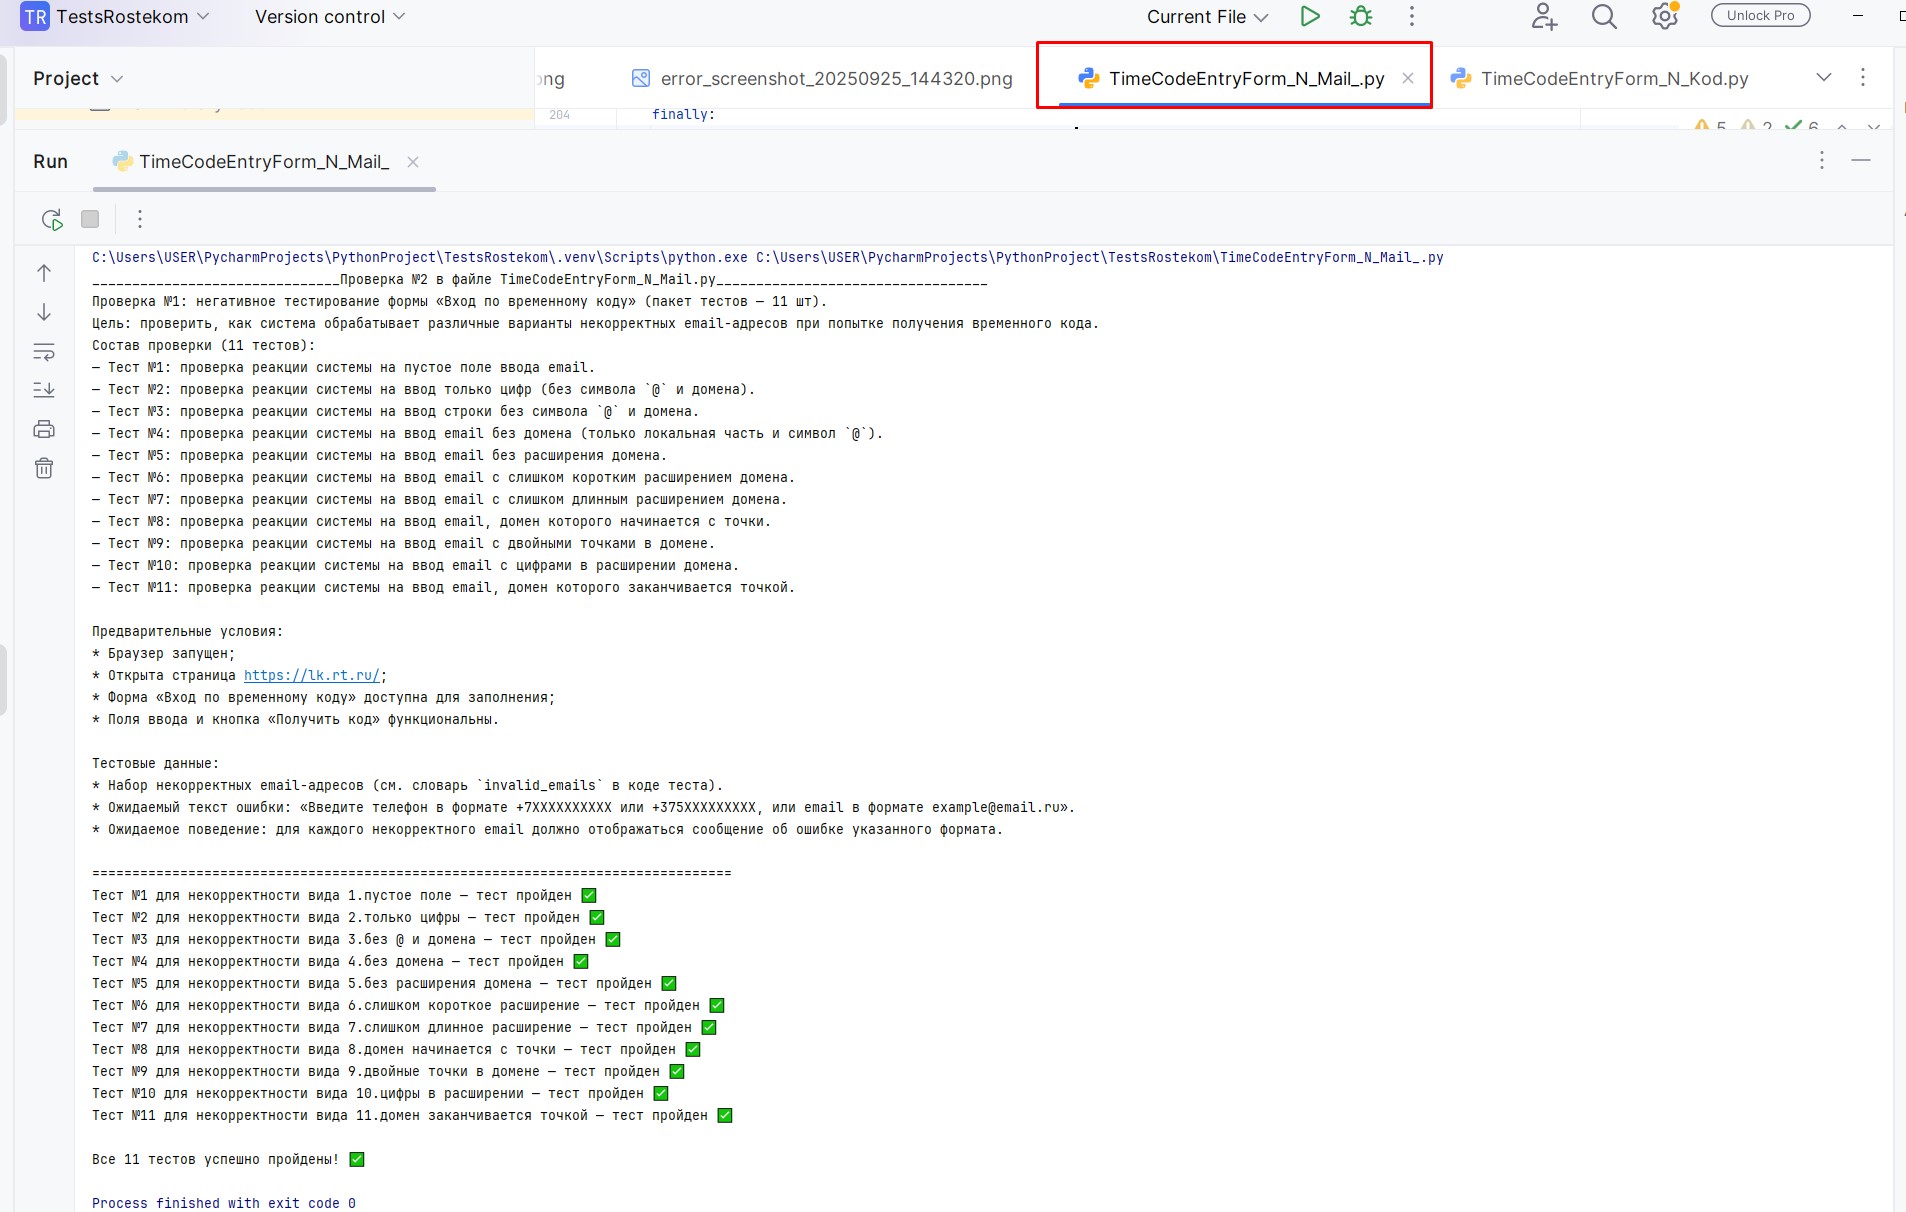 TR TestsRostekom Version control Current File Unlock Pro
Project error_screenshot_20250925_144320.png TimeCodeEntryForm_N_Mail_.py TimeCodeEntryForm_N_Kod.py
204 finally:
5 2 6
Run TimeCodeEntryForm_N_Mail_
C:\Users\USER\PycharmProjects\PythonProject\TestsRostekom\.venv\Scripts\python.exe C:\Users\USER\PycharmProjects\PythonProject\TestsRostekom\TimeCodeEntryForm_N_Mail_.py
_______________________________Проверка №2 в файле TimeCodeEntryForm_N_Mail.py__________________________________
Проверка №1: негативное тестирование формы «Вход по временному коду» (пакет тестов — 11 шт).
Цель: проверить, как система обрабатывает различные варианты некорректных email-адресов при попытке получения временного кода.
Состав проверки (11 тестов):
— Тест №1: проверка реакции системы на пустое поле ввода email.
— Тест №2: проверка реакции системы на ввод только цифр (без символа `@` и домена).
— Тест №3: проверка реакции системы на ввод строки без символа `@` и домена.
— Тест №4: проверка реакции системы на ввод email без домена (только локальная часть и символ `@`).
— Тест №5: проверка реакции системы на ввод email без расширения домена.
— Тест №6: проверка реакции системы на ввод email с слишком коротким расширением домена.
— Тест №7: проверка реакции системы на ввод email с слишком длинным расширением домена.
— Тест №8: проверка реакции системы на ввод email, домен которого начинается с точки.
— Тест №9: проверка реакции системы на ввод email с двойными точками в домене.
— Тест №10: проверка реакции системы на ввод email с цифрами в расширении домена.
— Тест №11: проверка реакции системы на ввод email, домен которого заканчивается точкой.
Предварительные условия:
* Браузер запущен;
* Открыта страница https://lk.rt.ru/;
* Форма «Вход по временному коду» доступна для заполнения;
* Поля ввода и кнопка «Получить код» функциональны.
Тестовые данные:
* Набор некорректных email-адресов (см. словарь `invalid_emails` в коде теста).
* Ожидаемый текст ошибки: «Введите телефон в формате +7XXXXXXXXXX или +375XXXXXXXXX, или email в формате example@email.ru».
* Ожидаемое поведение: для каждого некорректного email должно отображаться сообщение об ошибке указанного формата.
================================================================================
Тест №1 для некорректности вида 1.пустое поле — тест пройден ✅
Тест №2 для некорректности вида 2.только цифры — тест пройден ✅
Тест №3 для некорректности вида 3.без @ и домена — тест пройден ✅
Тест №4 для некорректности вида 4.без домена — тест пройден ✅
Тест №5 для некорректности вида 5.без расширения домена — тест пройден ✅
Тест №6 для некорректности вида 6.слишком короткое расширение — тест пройден ✅
Тест №7 для некорректности вида 7.слишком длинное расширение — тест пройден ✅
Тест №8 для некорректности вида 8.домен начинается с точки — тест пройден ✅
Тест №9 для некорректности вида 9.двойные точки в домене — тест пройден ✅
Тест №10 для некорректности вида 10.цифры в расширении — тест пройден ✅
Тест №11 для некорректности вида 11.домен заканчивается точкой — тест пройден ✅
Все 11 тестов успешно пройдены! ✅
Process finished with exit code 0